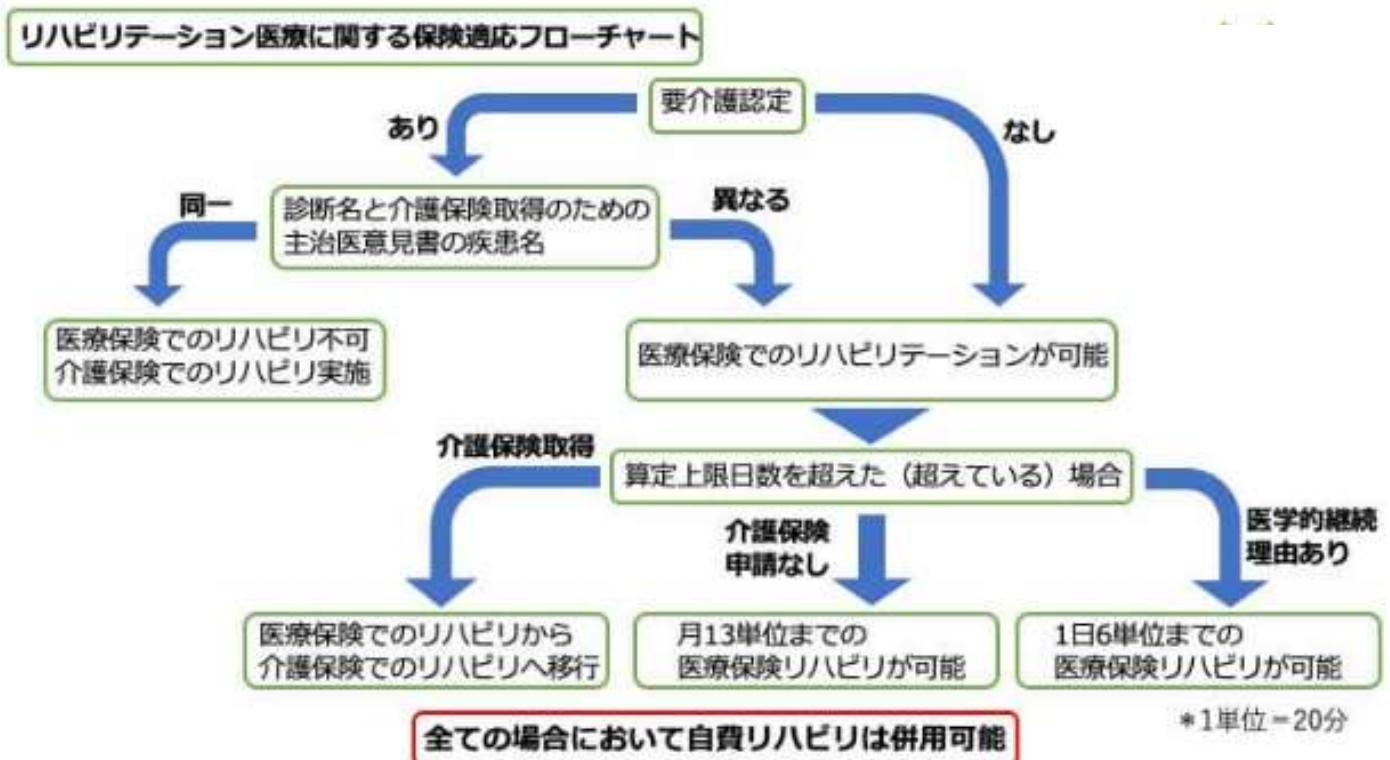 リハビリテーション医療に関する保険適応フローチャート
要介護認定
あり
なし
同一
診断名と介護保険取得のための
主治医意見書の疾患名
異なる
医療保険でのリハビリ不可
介護保険でのリハビリ実施
医療保険でのリハビリテーションが可能
介護保険取得
算定上限日数を超えた（超えている）場合
介護保険
申請なし
医学的継続
理由あり
医療保険でのリハビリから
介護保険でのリハビリへ移行
月13単位までの
医療保険リハビリが可能
1日6単位までの
医療保険リハビリが可能
＊1単位＝20分
全ての場合において自費リハビリは併用可能